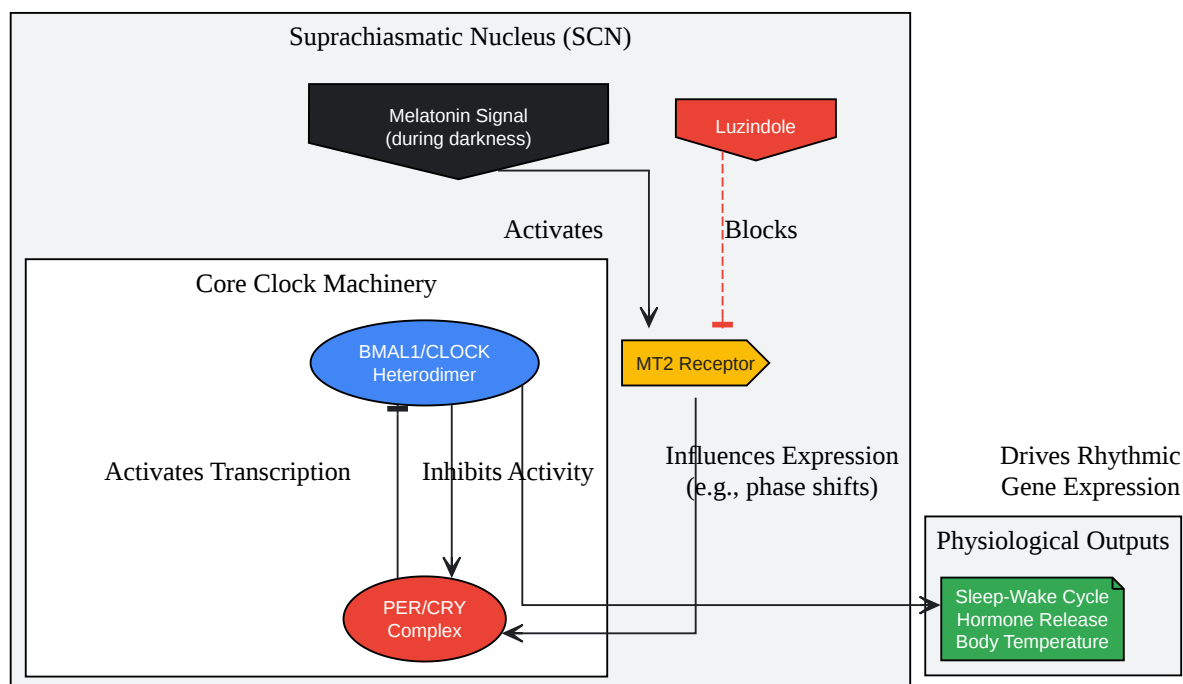 Suprachiasmatic Nucleus (SCN)
Melatonin Signal
(during darkness)
Luzindole
Activates
Blocks
Core Clock Machinery
BMAL1/CLOCK
Heterodimer
MT2 Receptor
Activates Transcription
Inhibits Activity
Influences Expression
(e.g., phase shifts)
Drives Rhythmic
Gene Expression
Physiological Outputs
PER/CRY
Complex
Sleep-Wake Cycle
Hormone Release
Body Temperature